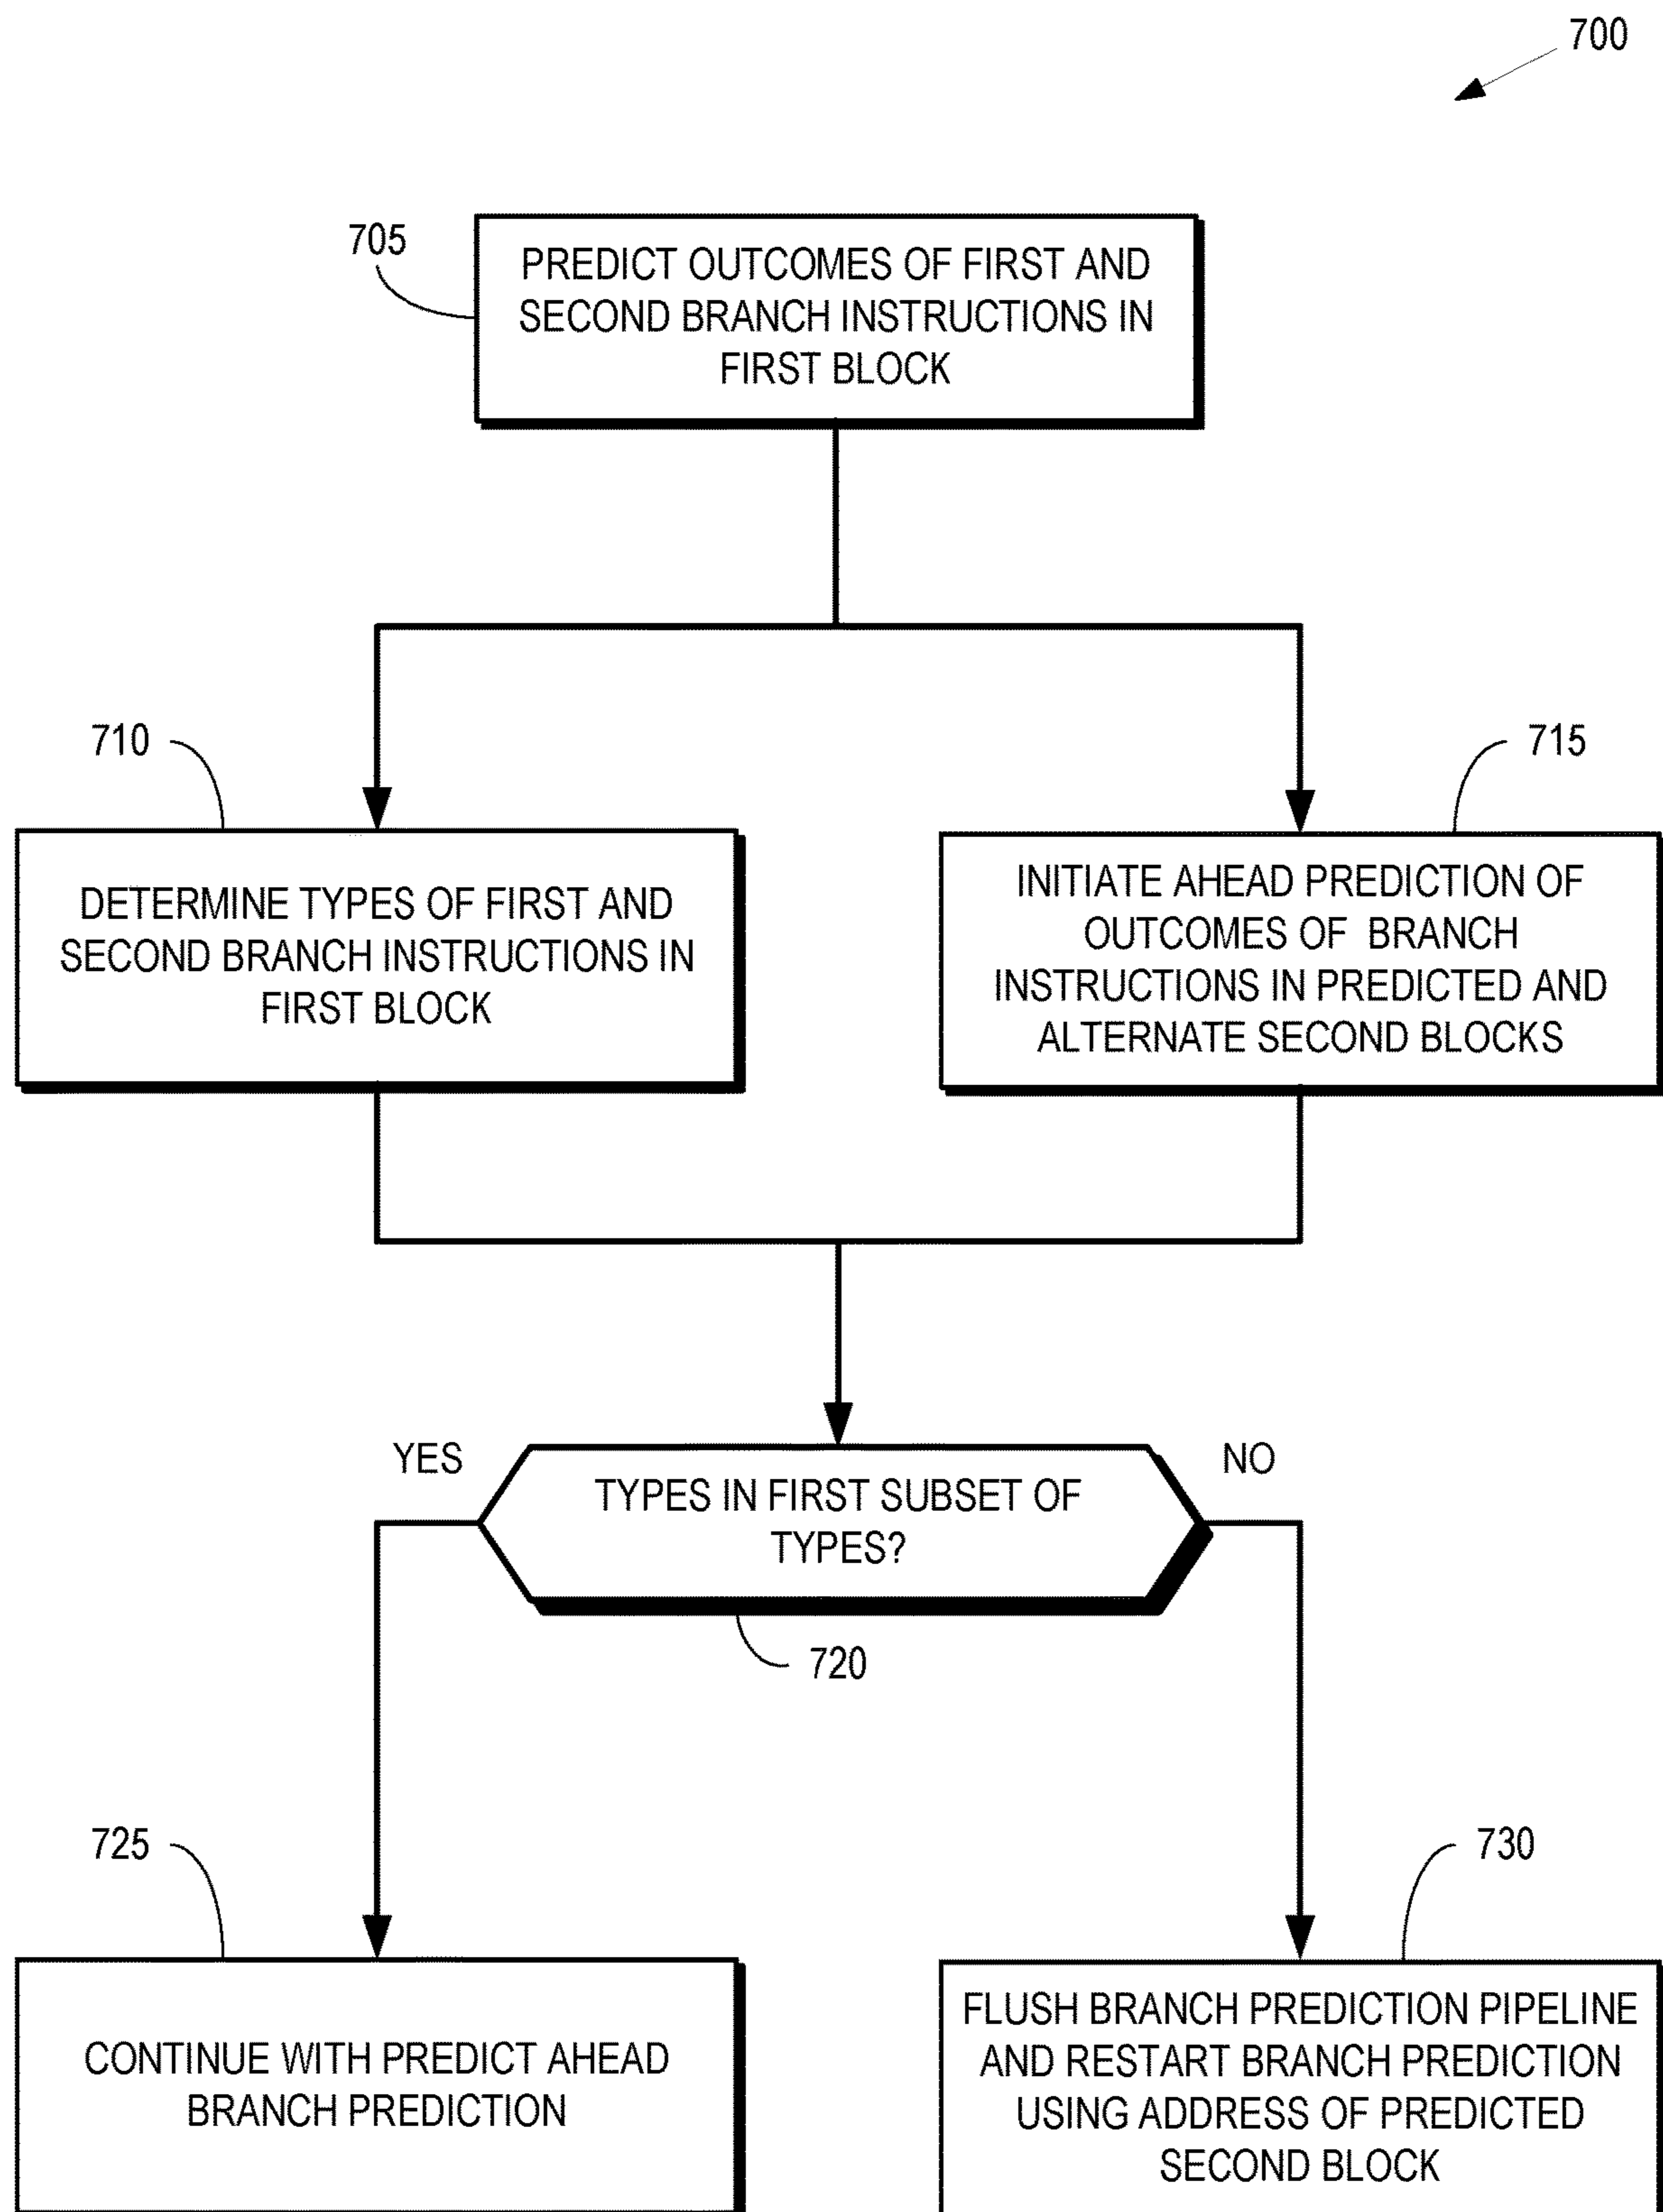 700
705
PREDICT OUTCOMES OF FIRST AND
SECOND BRANCH INSTRUCTIONS IN
FIRST BLOCK
710
715
DETERMINE TYPES OF FIRST AND
SECOND BRANCH INSTRUCTIONS IN
FIRST BLOCK
INITIATE AHEAD PREDICTION OF
OUTCOMES OF BRANCH
INSTRUCTIONS IN PREDICTED AND
ALTERNATE SECOND BLOCKS
YES
NO
TYPES IN FIRST SUBSET OF
TYPES?
720
725
730
CONTINUE WITH PREDICT AHEAD
BRANCH PREDICTION
FLUSH BRANCH PREDICTION PIPELINE
AND RESTART BRANCH PREDICTION
USING ADDRESS OF PREDICTED
SECOND BLOCK